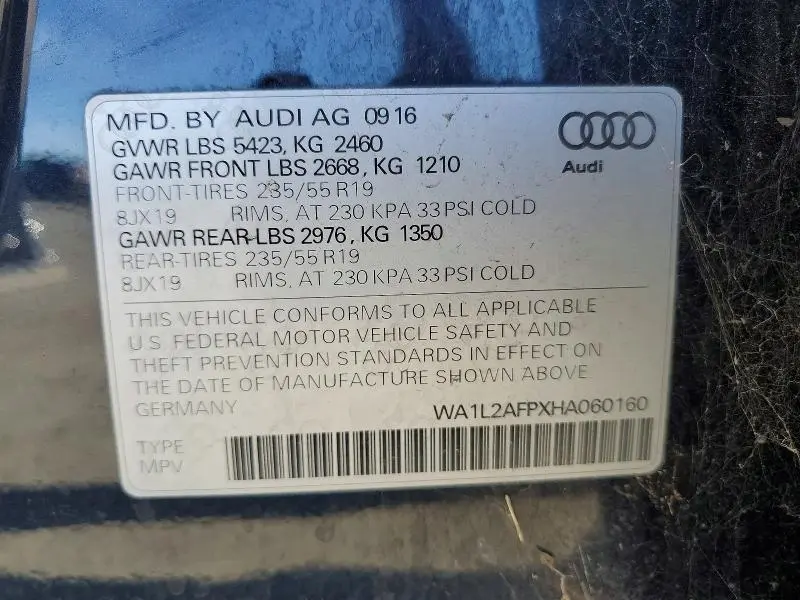 MFD. BY AUDI AG 0916
GVWR LBS 5423, KG 2460
GAWR FRONT LBS 2668, KG 1210
FRONT-TIRES 235/55 R19
8JX19 RIMS, AT 230 KPA 33 PSI COLD
GAWR REAR-LBS 2976, KG 1350
REAR-TIRES 235/55 R19
8JX19 RIMS, AT 230 KPA 33 PSI COLD
Audi
THIS VEHICLE CONFORMS TO ALL APPLICABLE
U.S. FEDERAL MOTOR VEHICLE SAFETY AND
THEFT PREVENTION STANDARDS IN EFFECT ON
THE DATE OF MANUFACTURE SHOWN ABOVE
GERMANY WA1L2AFPXHA060160
TYPE
MPV